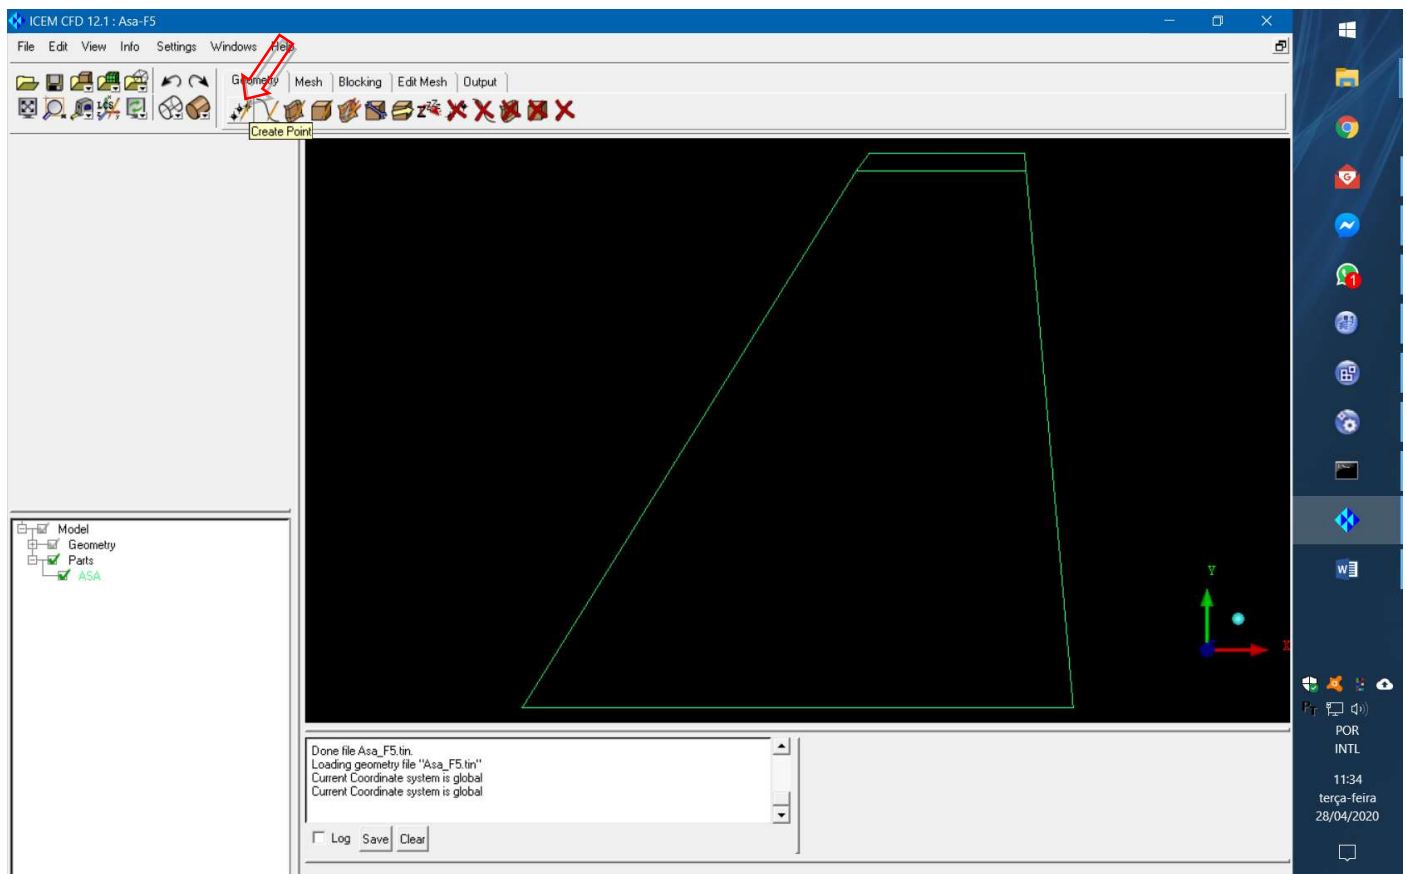 ICEM CFD 12.1 : Asa-F5
File Edit View Info Settings Windows Help
Geometry Mesh Blocking Edit Mesh Output
LCS
Create Point
Model
Geometry
Parts
ASA
Y
X
Done file Asa_F5.tin.
Loading geometry file "Asa_F5.tin"
Current Coordinate system is global
Current Coordinate system is global
Log Save Clear
G
1
W
POR
INTL
11:34
terça-feira
28/04/2020